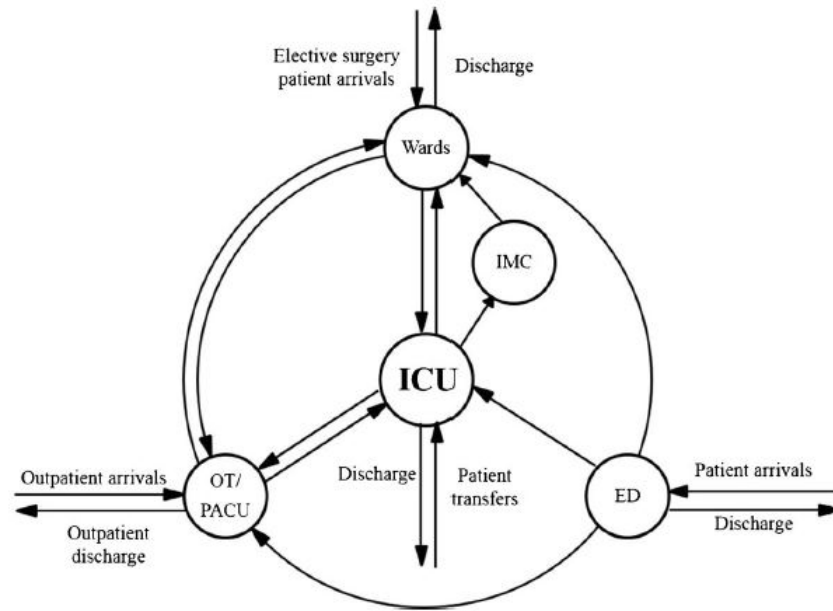 Elective surgery
patient arrivals
Discharge
Wards
IMC
ICU
Outpatient arrivals
OT/
PACU
Outpatient
discharge
Discharge
Patient
transfers
ED
Patient arrivals
Discharge